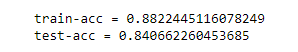 train-acc = 0.8822445116078249
test-acc = 0.840662260453685